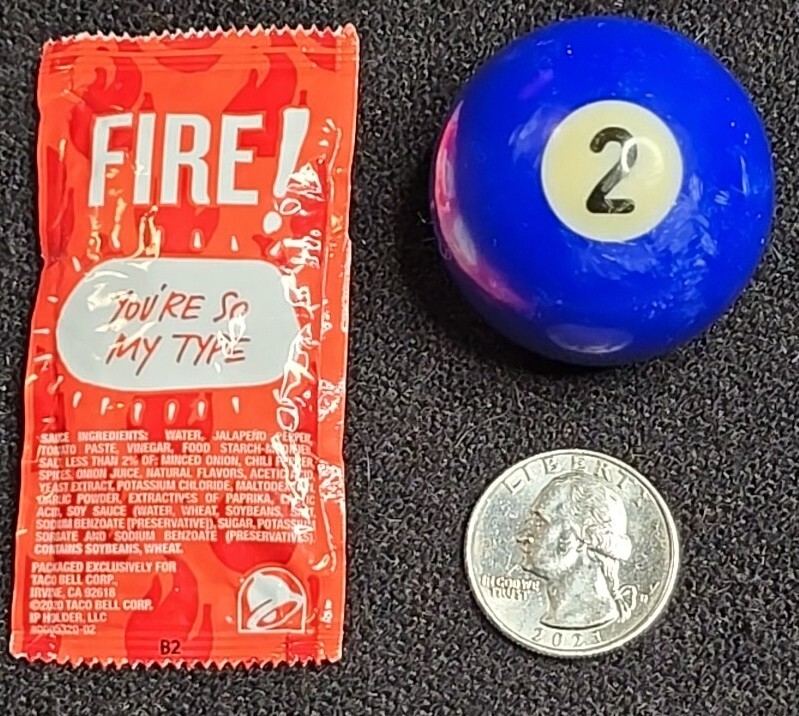 FIRE!
YOU'RE SO
MY TYPE
SAUCE INGREDIENTS: WATER, JALAPEÑO PEPPER,
TOMATO PASTE, VINEGAR, FOOD STARCH-MODIFIED,
SALT, LESS THAN 2% OF: MINCED ONION, CHILI PEPPER,
SPICES, ONION JUICE, NATURAL FLAVORS, ACETIC ACID,
YEAST EXTRACT, POTASSIUM CHLORIDE, MALTODEXTRIN,
GARLIC POWDER, EXTRACTIVES OF PAPRIKA, CITRIC
ACID, SOY SAUCE (WATER, WHEAT, SOYBEANS, SALT,
SODIUM BENZOATE [PRESERVATIVE]), SUGAR, POTASSIUM
SORBATE AND SODIUM BENZOATE (PRESERVATIVES).
CONTAINS SOYBEANS, WHEAT.
PACKAGED EXCLUSIVELY FOR
TACO BELL CORP.,
IRVINE, CA 92618
©2020 TACO BELL CORP.
IP HOLDER, LLC
B2
2
LIBERTY
IN GOD WE
TRUST
2021